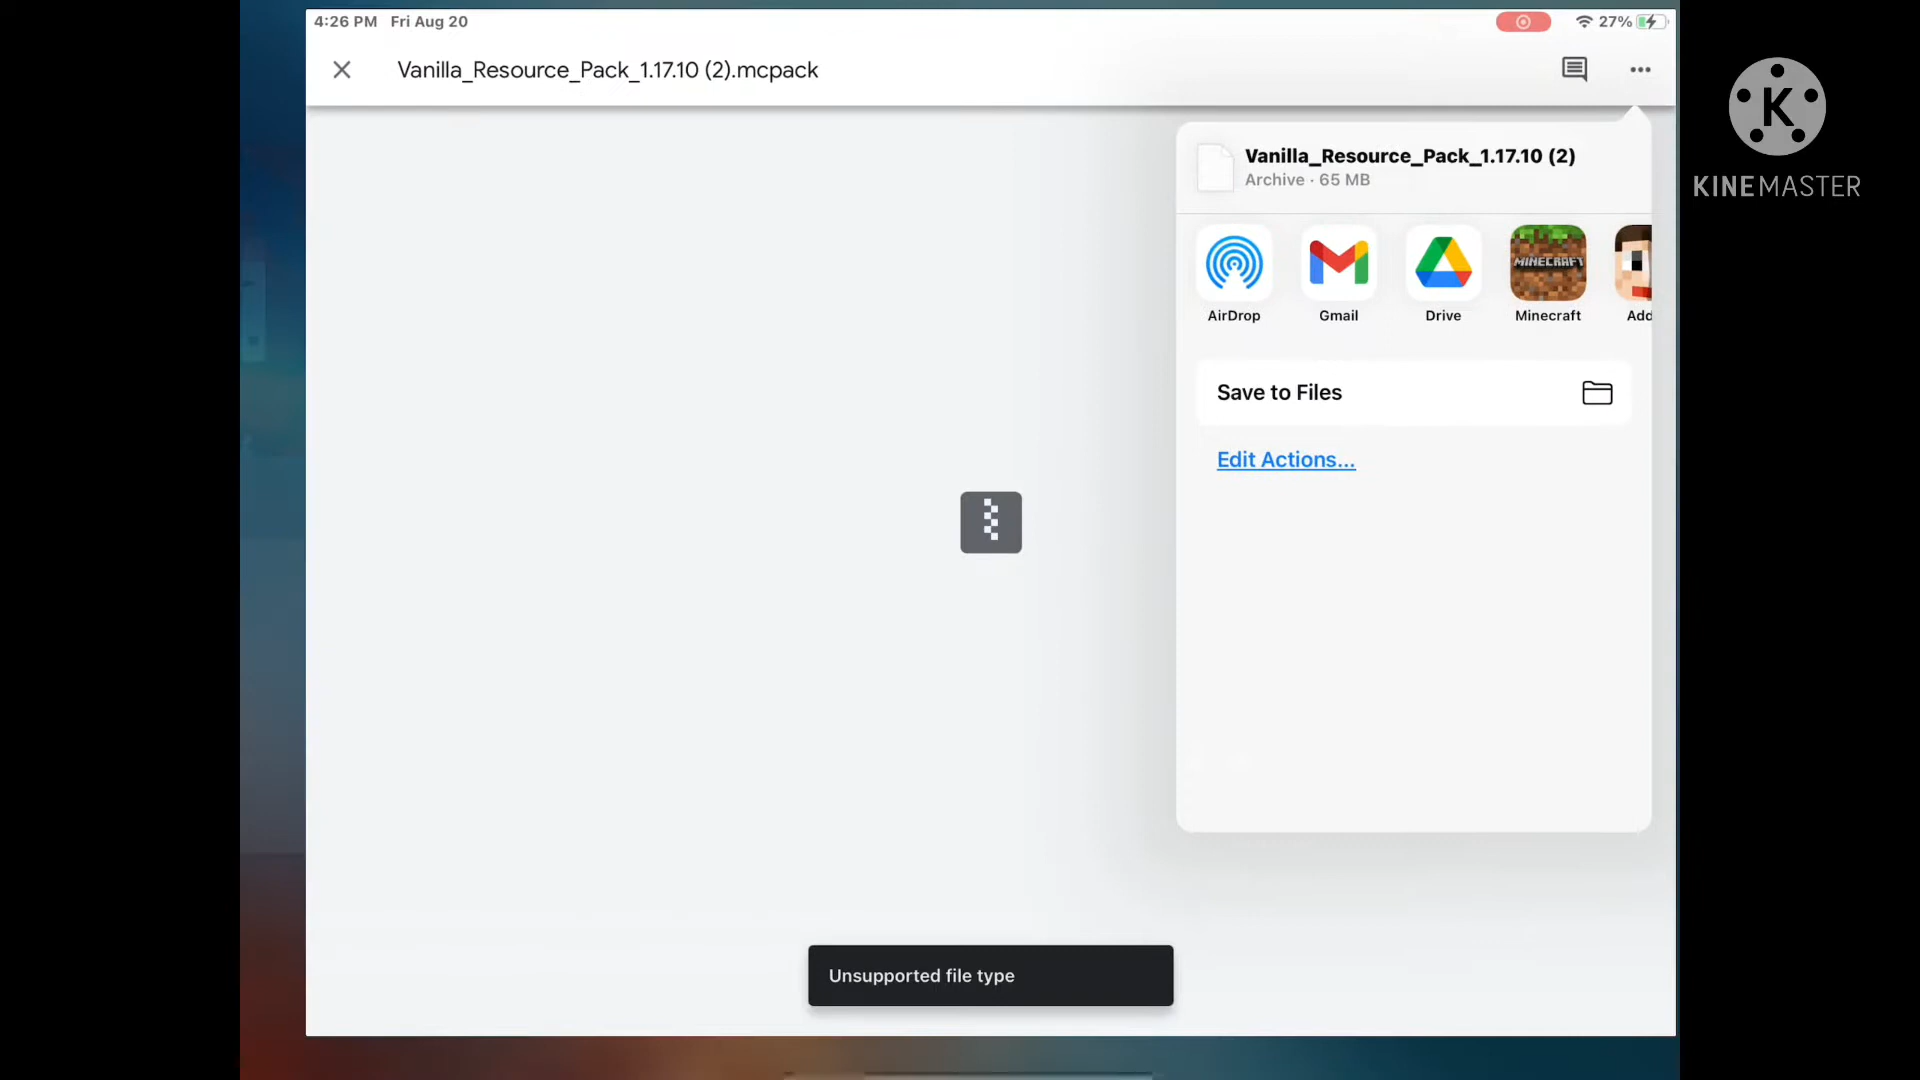 4:26 PM Fri Aug 20
27%
Vanilla_Resource_Pack_1.17.10 (2).mcpack
KINEMASTER
Vanilla_Resource_Pack_1.17.10 (2)
Archive · 65 MB
MINECRAFT
AirDrop Gmail Drive Minecraft Add
Save to Files
Edit Actions...
Unsupported file type